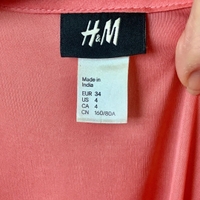 H&M
Made in
India
EUR 34
US 4
CA 4
CN 160/80A